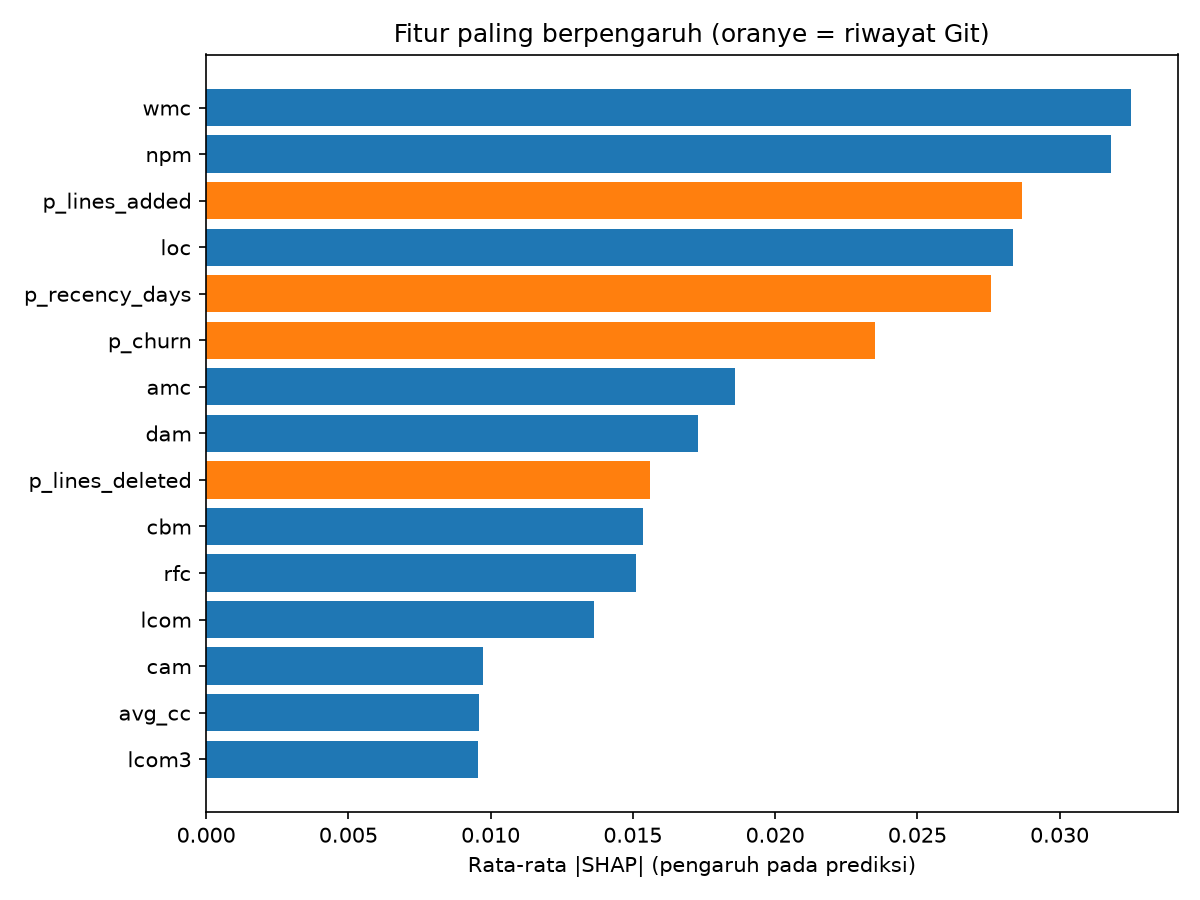 Fitur paling berpengaruh (oranye = riwayat Git)
wmc
npm
p_lines_added
loc
p_recency_days
p_churn
amc
dam
p_lines_deleted
cbm
rfc
lcom
cam
avg_cc
lcom3
0.000 0.005 0.010 0.015 0.020 0.025 0.030
Rata-rata |SHAP| (pengaruh pada prediksi)